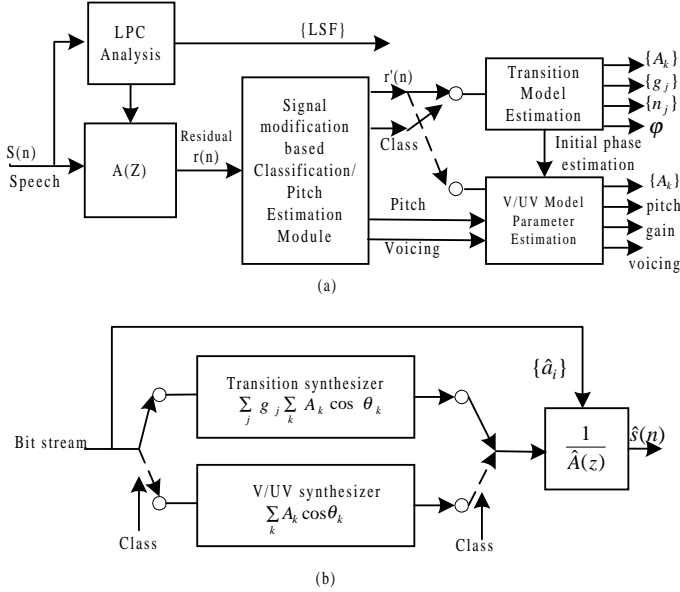 LPC
Analysis
{LSF}
S(n)
Speech
A(Z)
Residual
r(n)
Signal
modification
based
Classification/
Pitch
Estimation
Module
r'(n)
Class
Pitch
Voicing
Transition
Model
Estimation
{A_k}
{g_j}
{n_j}
φ
Initial phase
estimation
V/UV Model
Parameter
Estimation
{A_k}
pitch
gain
voicing
(a)
{â_i}
Transition synthesizer
∑_j g_j ∑_k A_k cos θ_k
Bit stream
1/Â(z)
ŝ(n)
V/UV synthesizer
∑_k A_k cosθ_k
Class
Class
(b)